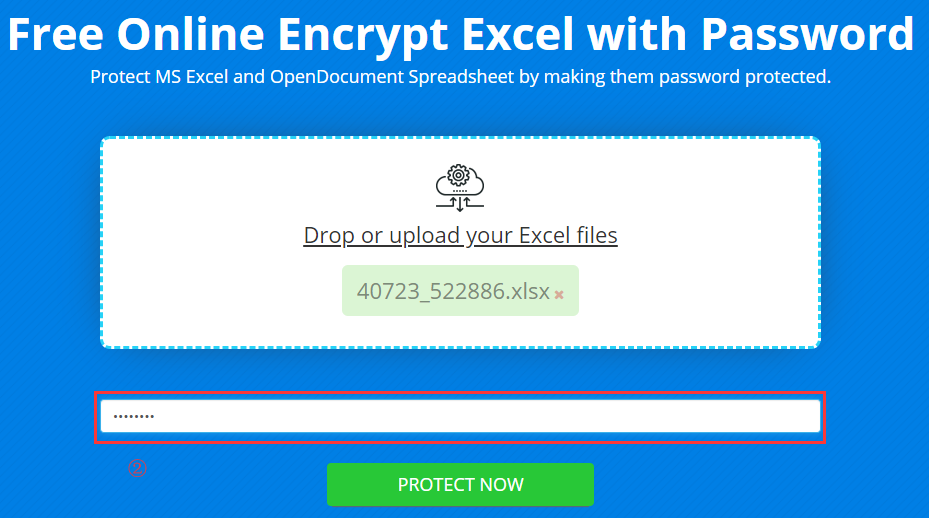 Free Online Encrypt Excel with Password
Protect MS Excel and OpenDocument Spreadsheet by making them password protected.
Drop or upload your Excel files
40723_522886.xlsx ×
••••••••
②
PROTECT NOW